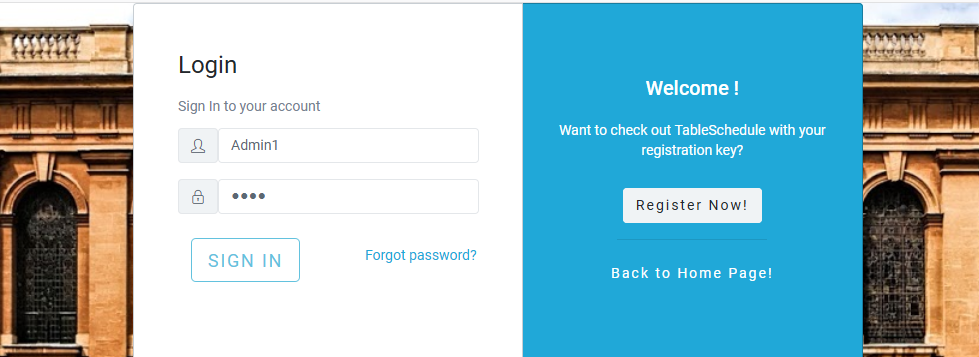 Login
Sign In to your account
Admin1
••••
SIGN IN
Forgot password?
Welcome !
Want to check out TableSchedule with your
registration key?
Register Now!
Back to Home Page!